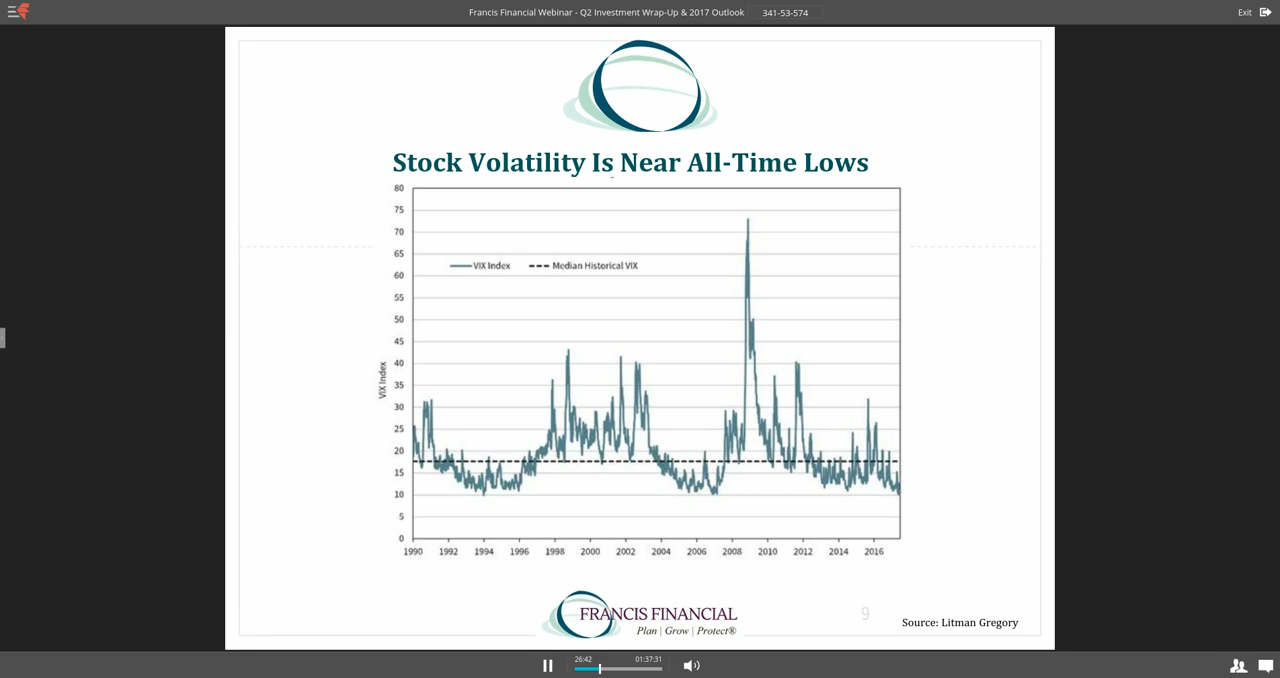 Francis Financial Webinar - Q2 Investment Wrap-Up & 2017 Outlook 341-53-574 Exit
Stock Volatility Is Near All-Time Lows
80
75
70
65
60
55
50
45
40
35
30
25
20
15
10
5
0
VIX Index
VIX Index Median Historical VIX
1990 1992 1994 1996 1998 2000 2002 2004 2006 2008 2010 2012 2014 2016
FRANCIS FINANCIAL
Plan | Grow | Protect®
9
Source: Litman Gregory
26:42 01:37:31